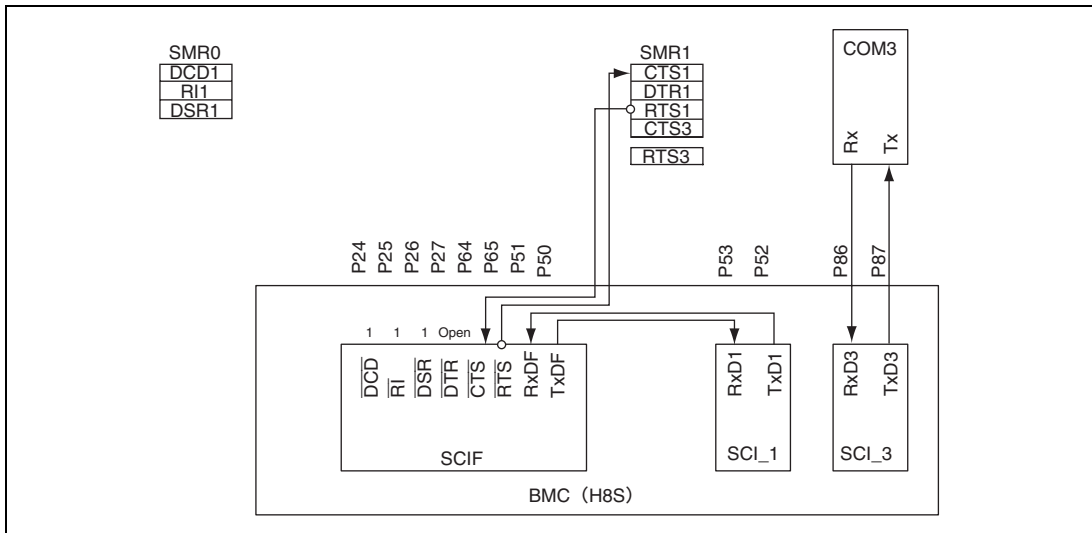 SMR0
DCD1
RI1
DSR1
SMR1
CTS1
DTR1
RTS1
CTS3
RTS3
COM3
Rx
Tx
P24
P25
P26
P27
P64
P65
P51
P50
P53
P52
P86
P87
1
1
1
Open
DCD
RI
DSR
DTR
CTS
RTS
RxDF
TxDF
SCIF
RxD1
TxD1
SCI_1
RxD3
TxD3
SCI_3
BMC（H8S）